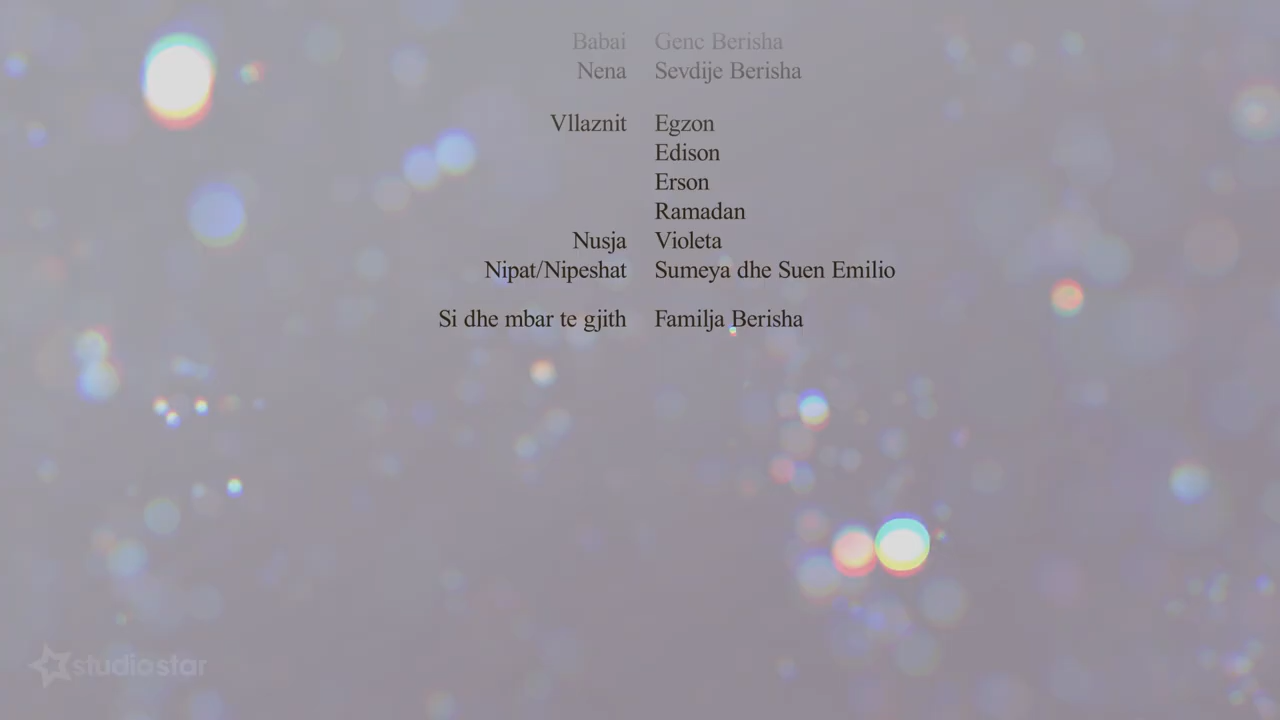 Babai Genc Berisha
Nena Sevdije Berisha
Vllaznit Egzon
Edison
Erson
Ramadan
Nusja Violeta
Nipat/Nipeshat Sumeya dhe Suen Emilio
Si dhe mbar te gjith Familja Berisha
studiostar